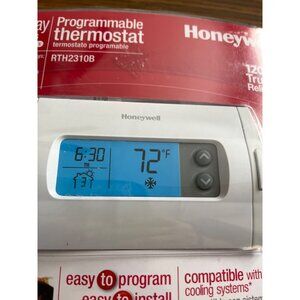 Programmable
thermostat
termostato programable
RTH2310B
Honeywell
120
Honeywell
6:30
72°F
easy to program
easy to install
compatible with
cooling systems*